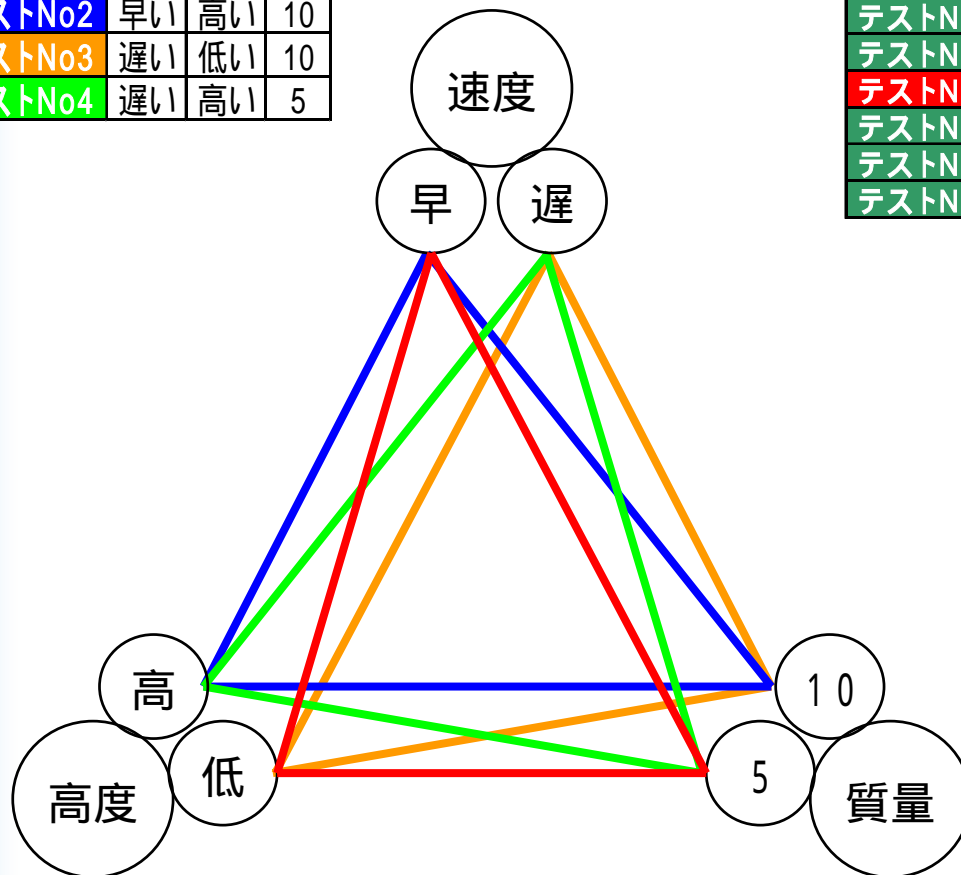 ストNo2 早い 高い 10
ストNo3 遅い 低い 10
ストNo4 遅い 高い 5
テストN
テストN
テストN
テストN
テストN
テストN
速度
早 遅
高 10
低 5
高度 質量